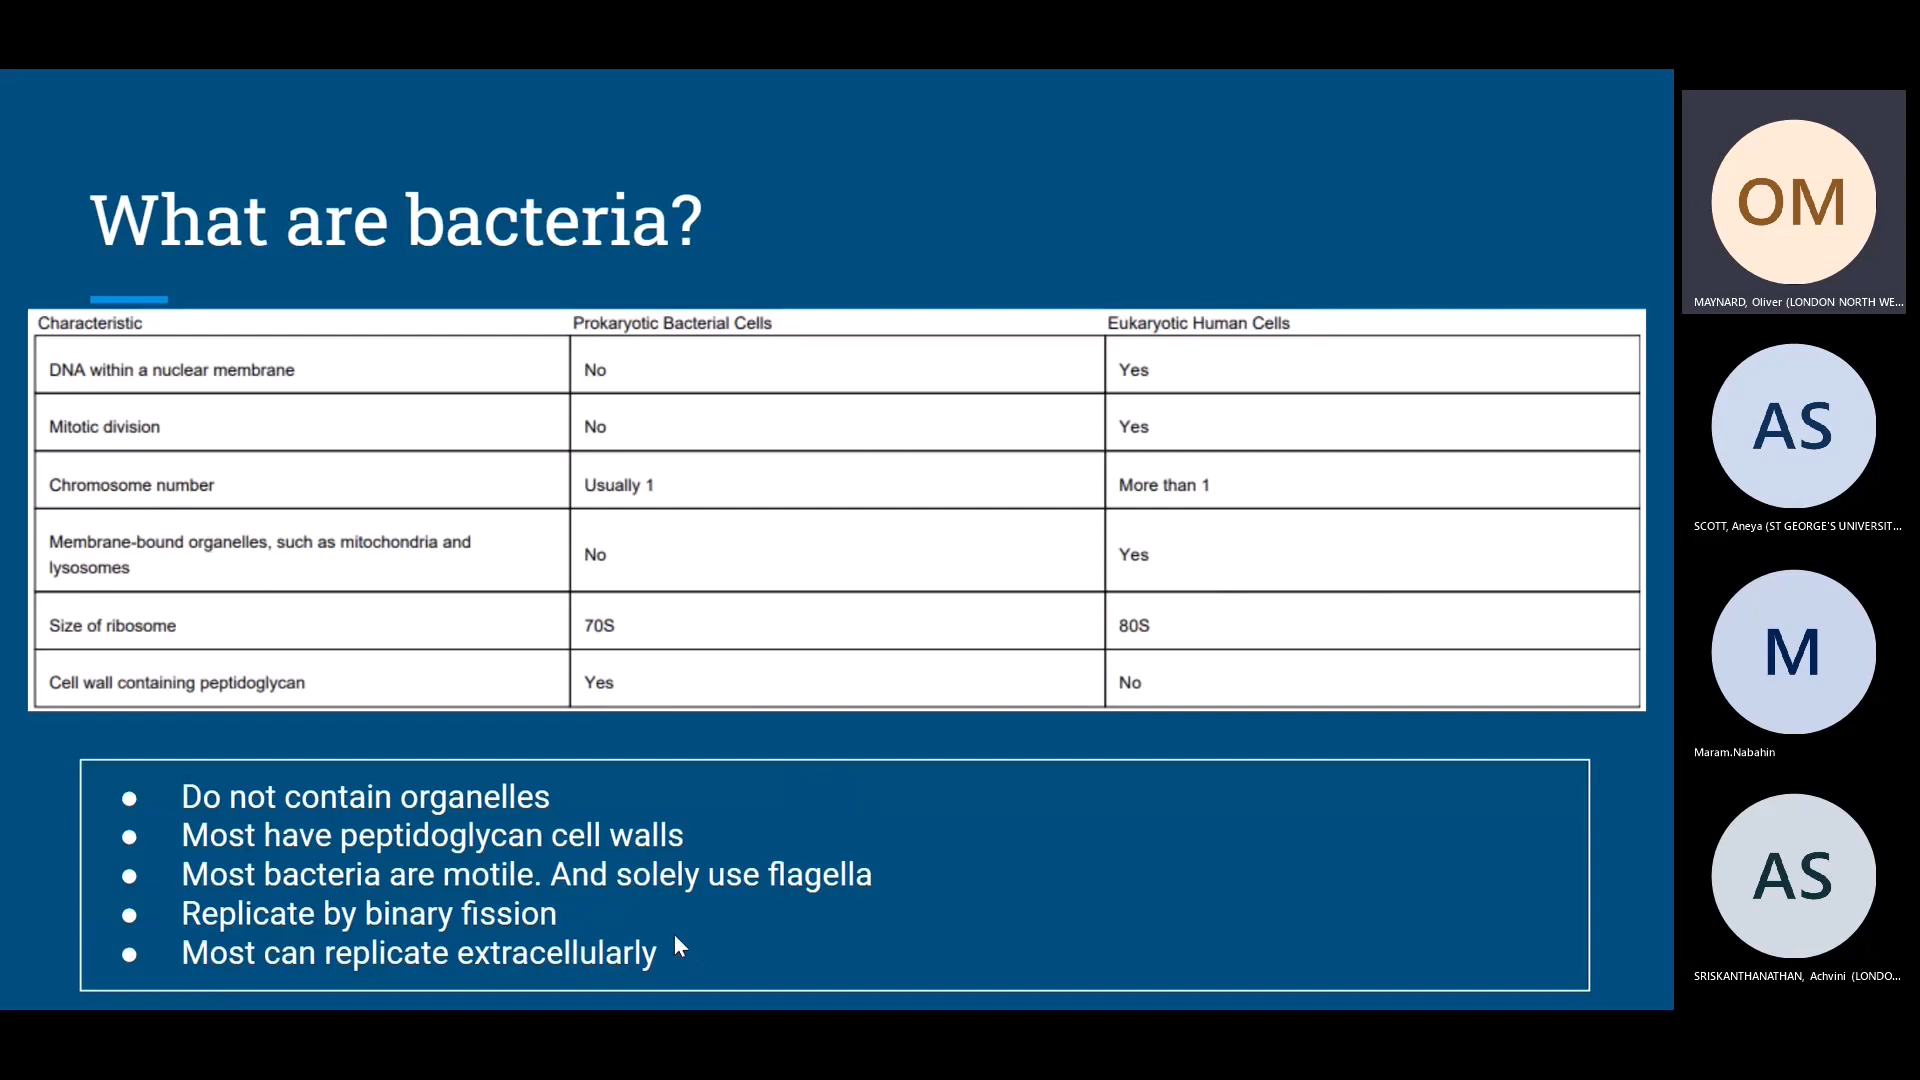 What are bacteria?
Characteristic Prokaryotic Bacterial Cells Eukaryotic Human Cells
DNA within a nuclear membrane No Yes
Mitotic division No Yes
Chromosome number Usually 1 More than 1
Membrane-bound organelles, such as mitochondria and
lysosomes No Yes
Size of ribosome 70S 80S
Cell wall containing peptidoglycan Yes No
● Do not contain organelles
● Most have peptidoglycan cell walls
● Most bacteria are motile. And solely use flagella
● Replicate by binary fission
● Most can replicate extracellularly
OM
MAYNARD, Oliver (LONDON NORTH WE...
AS
SCOTT, Aneya (ST GEORGE'S UNIVERSIT...
M
Maram.Nabahin
AS
SRISKANTHANATHAN, Achvini (LONDO...